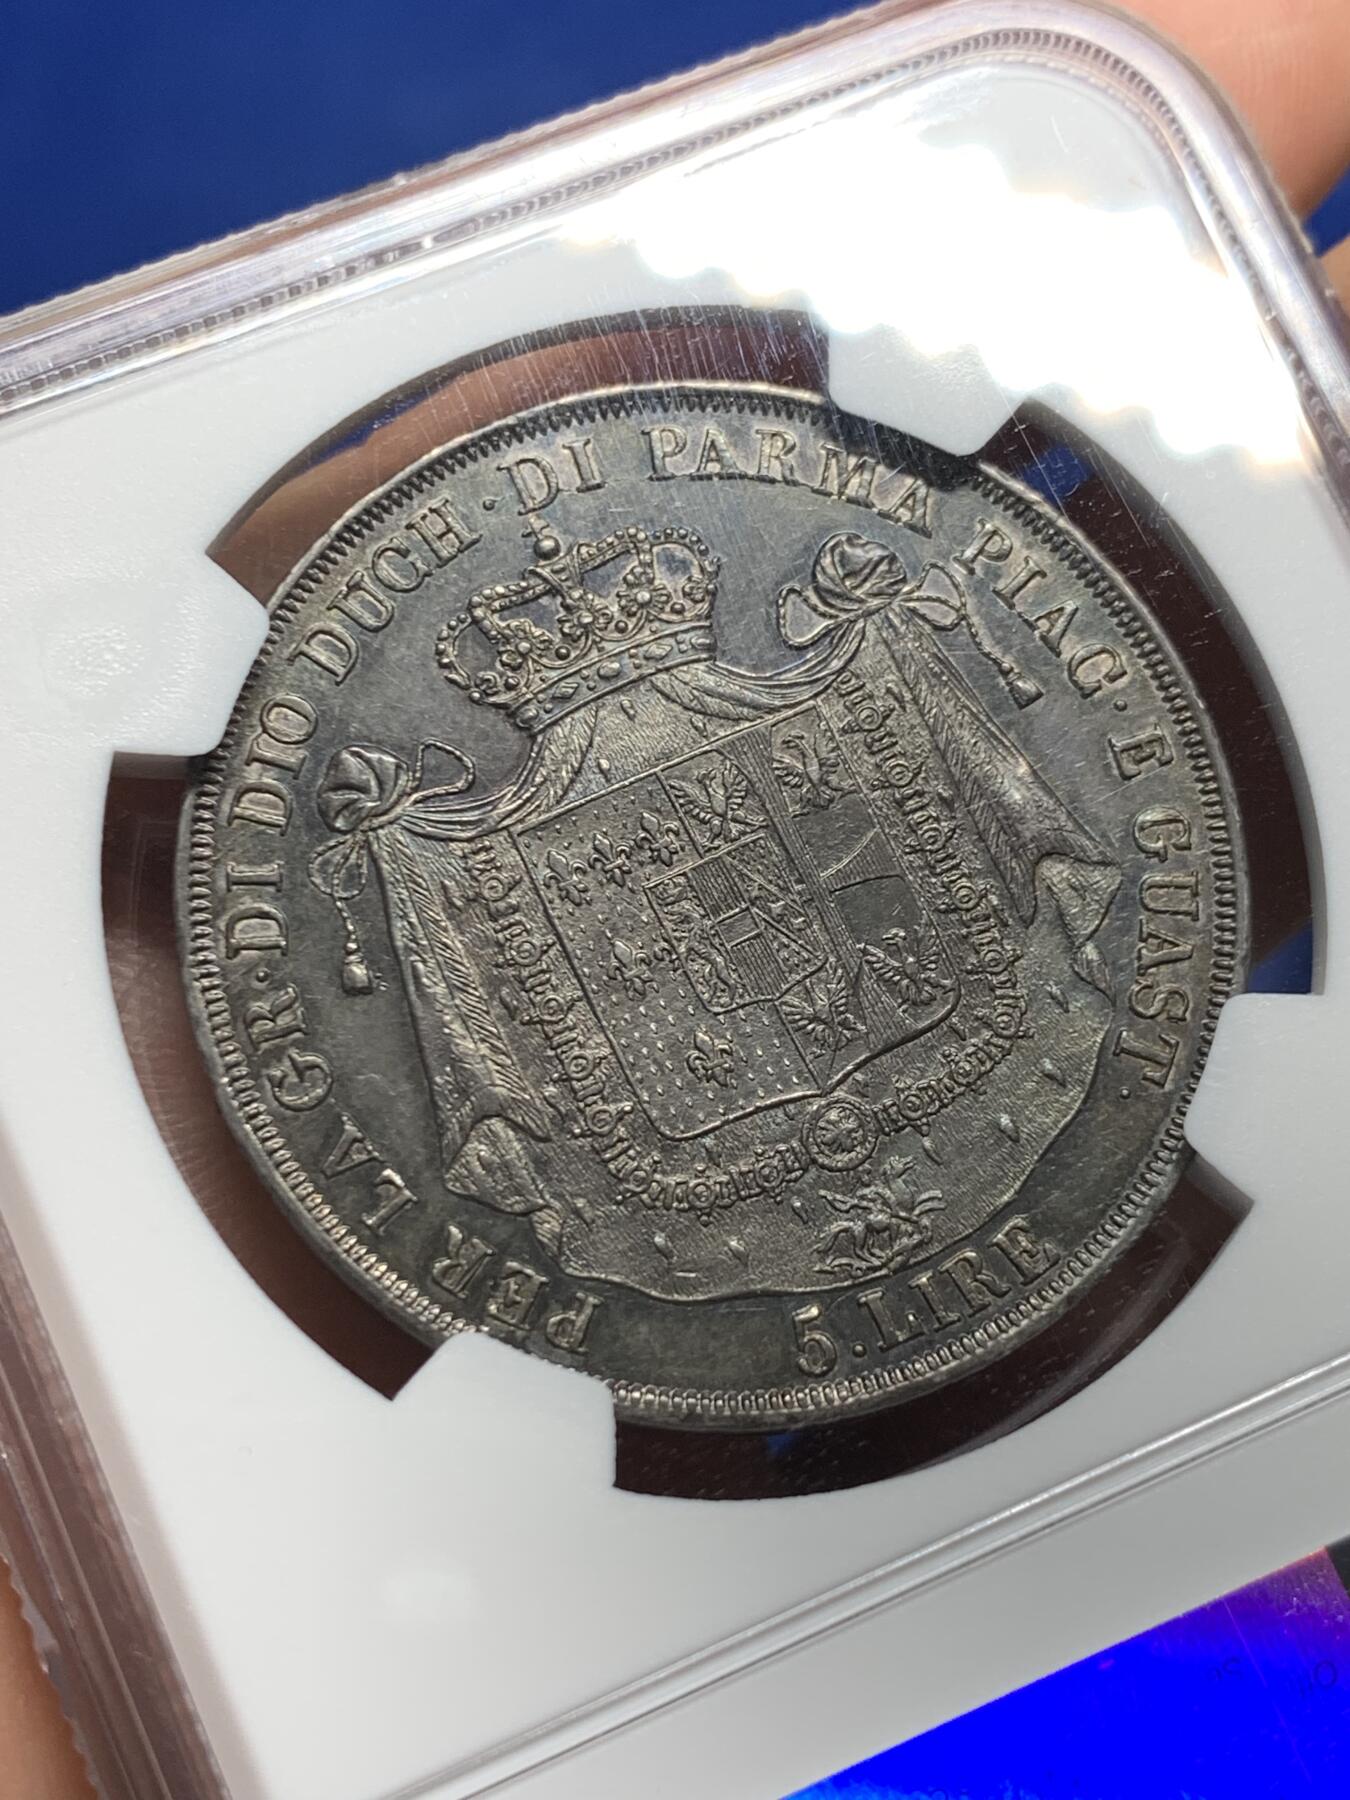 PER LA GR·DI DIO DUCH·DI PARMA PIAC·E GUAST.
5.LIRE